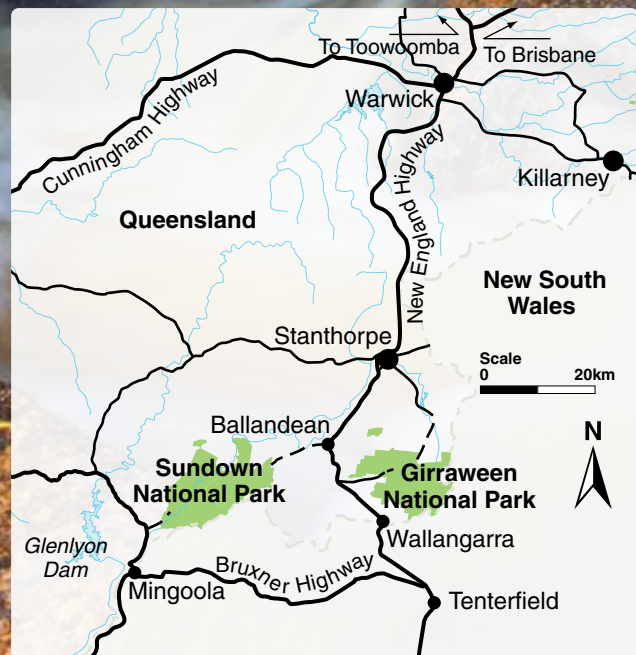 To Toowoomba
To Brisbane
Warwick
Cunningham Highway
Killarney
New England Highway
Queensland
New South
Wales
Stanthorpe
Scale
0 20km
Ballandean
N
Sundown
National Park
Girraween
National Park
Wallangarra
Glenlyon
Dam
Bruxner Highway
Mingoola
Tenterfield